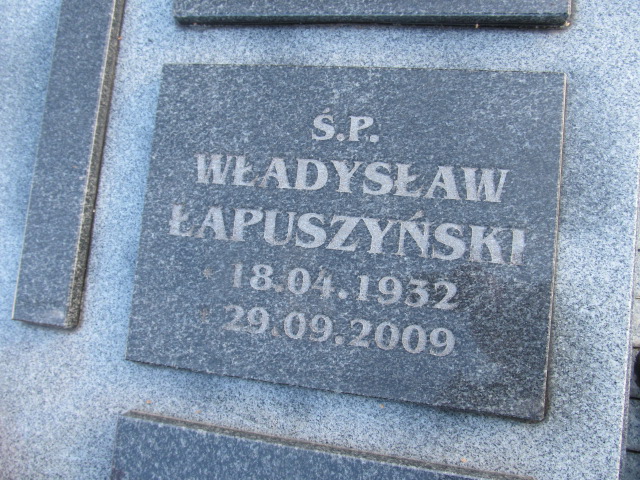 Ś.P.
WŁADYSŁAW
ŁAPUSZYŃSKI
18.04.1932
29.09.2009